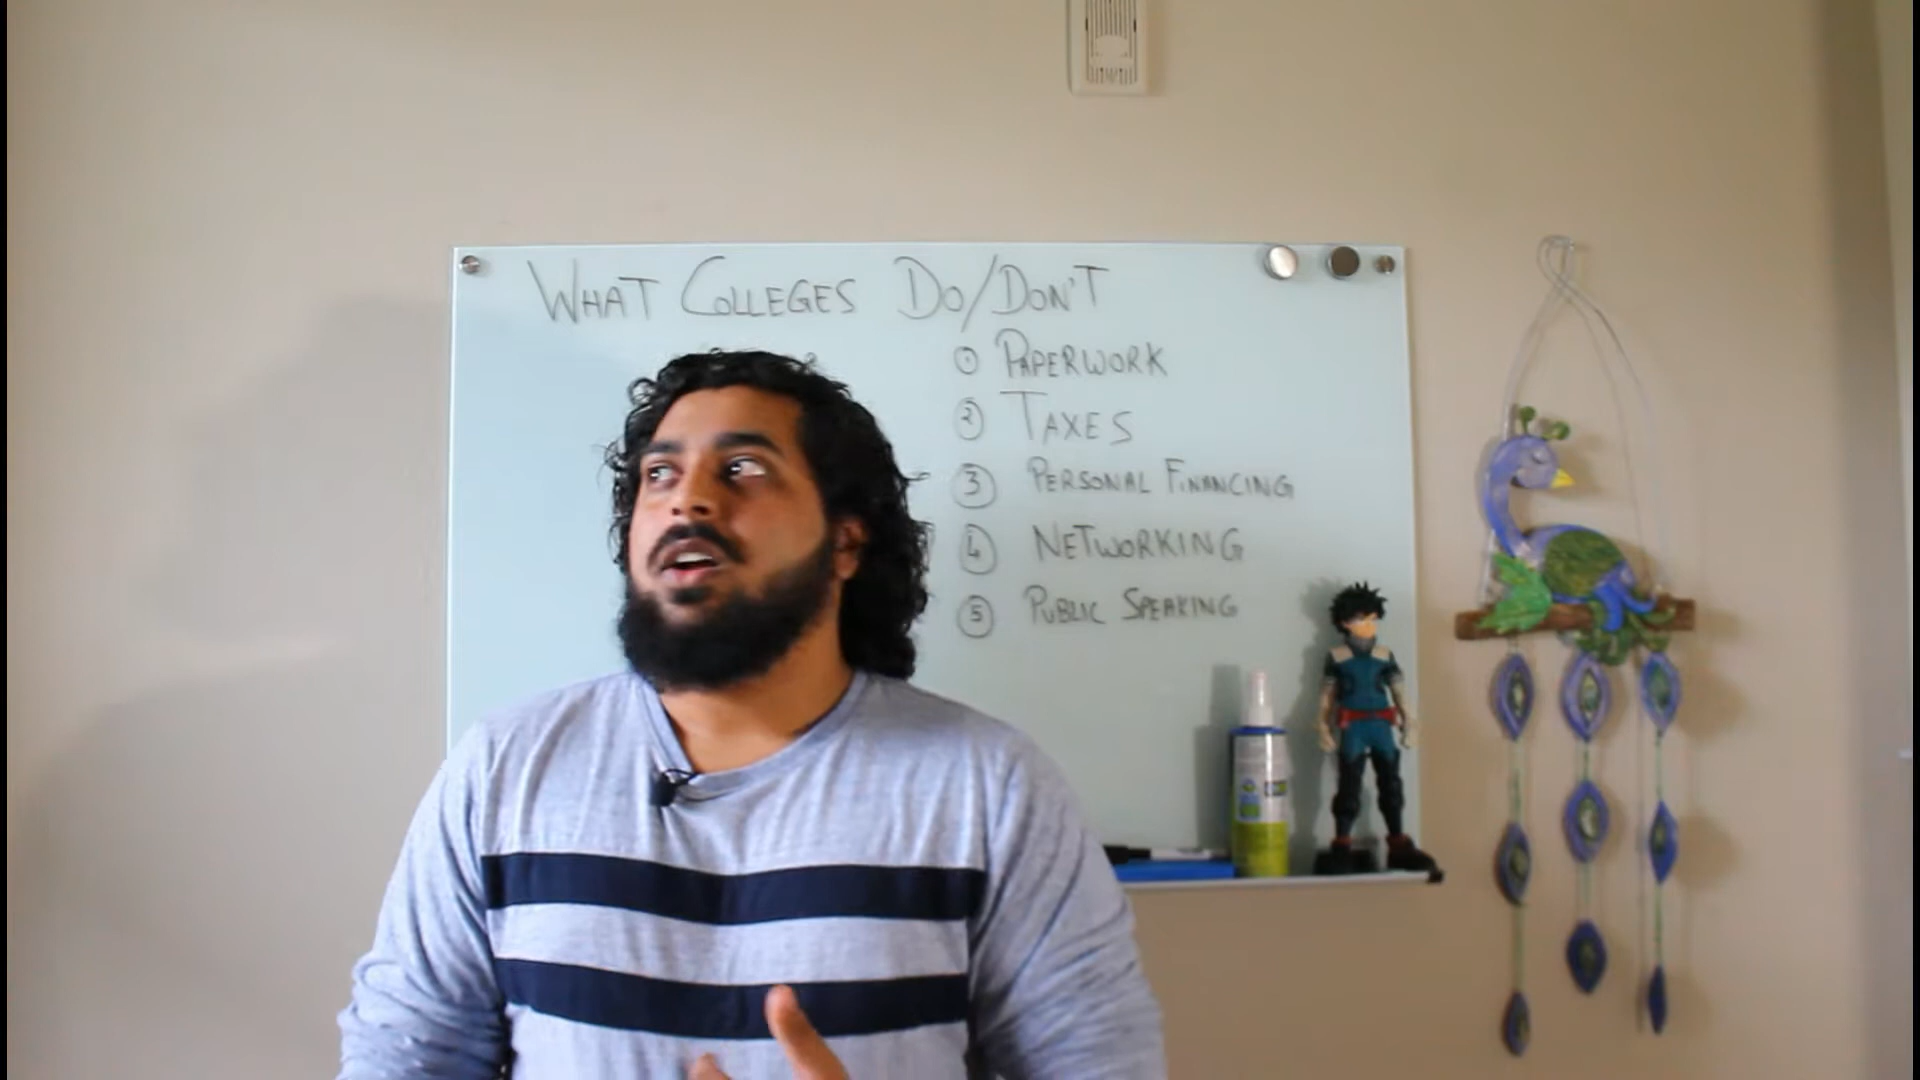 WHAT COLLEGES DO/DON'T
1 PAPERWORK
2 TAXES
3 PERSONAL FINANCING
4 NETWORKING
5 PUBLIC SPEAKING